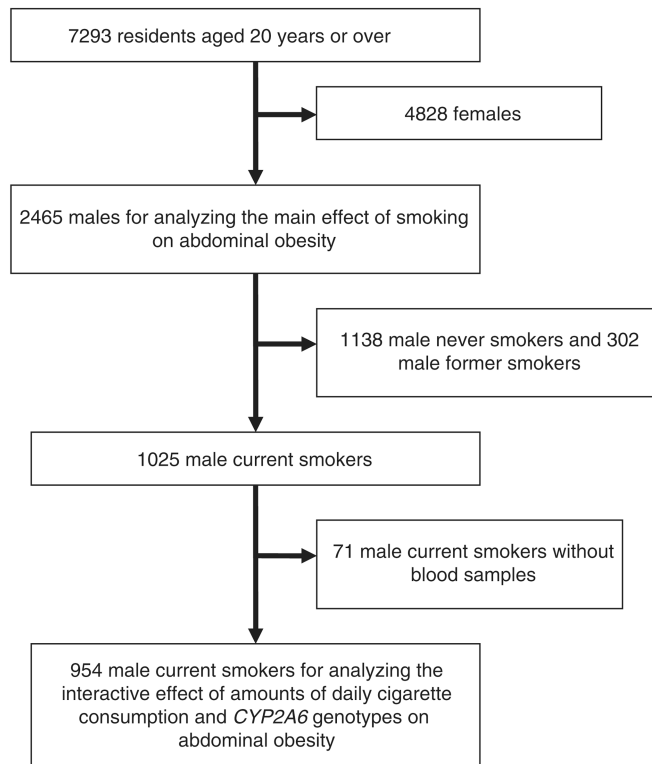 7293 residents aged 20 years or over
4828 females
2465 males for analyzing the main effect of smoking
on abdominal obesity
1138 male never smokers and 302
male former smokers
1025 male current smokers
71 male current smokers without
blood samples
954 male current smokers for analyzing the
interactive effect of amounts of daily cigarette
consumption and CYP2A6 genotypes on
abdominal obesity